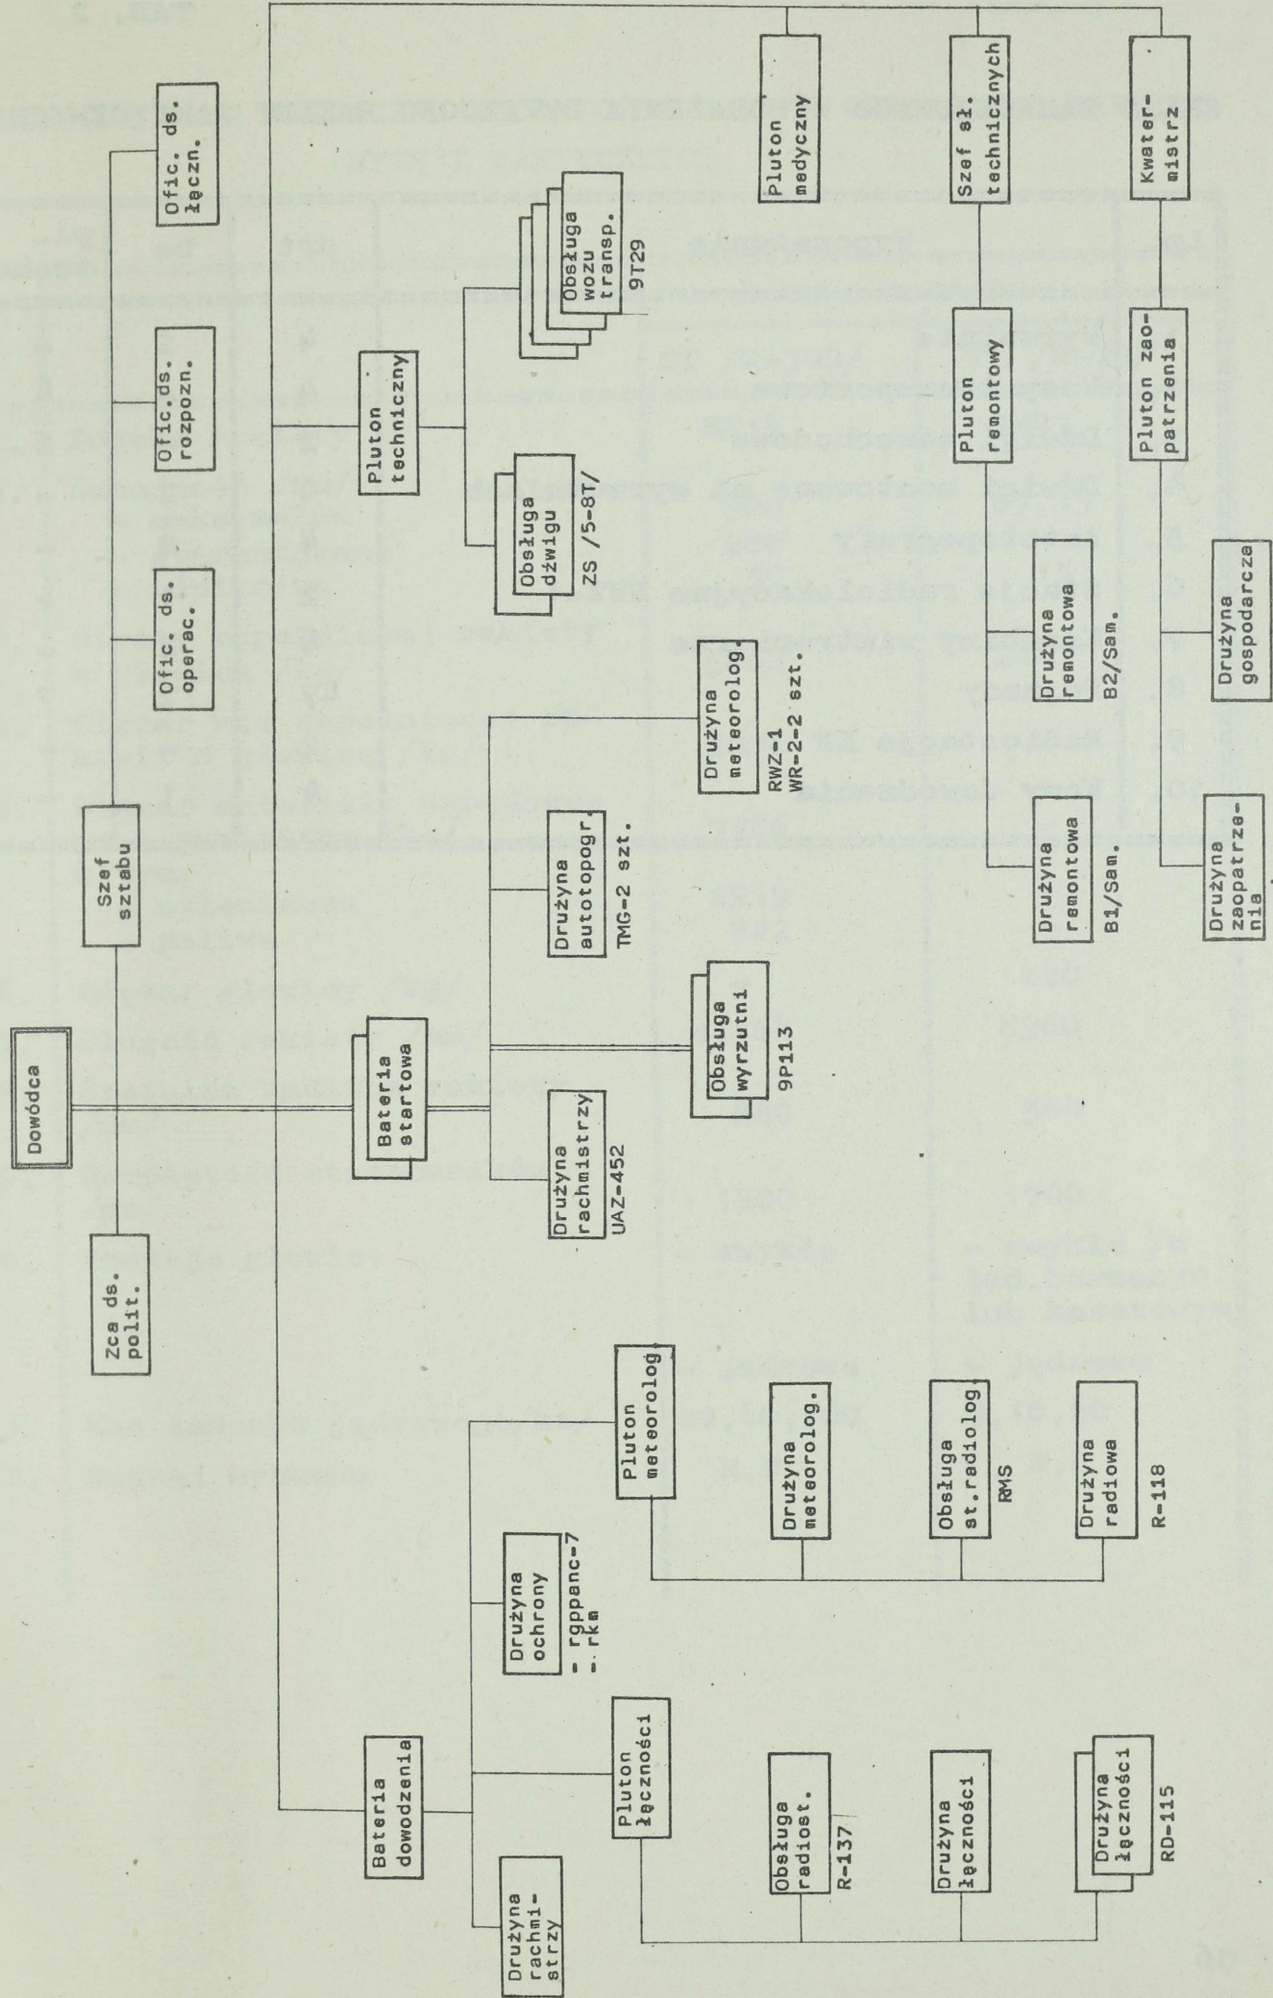 Dowódca
Zca ds.
polit.
Szef
sztabu
Ofic. ds.
operac.
Ofic.ds.
rozpozn.
Ofic. ds.
łączn.
Bateria
dowodzenia
Bateria
startowa
Pluton
techniczny
Drużyna
rachmi-
strzy
Drużyna
ochrony
- rgppanc-7
- rkm
Pluton
łączności
Obsługa
radiost.
R-137
Drużyna
łączności
Drużyna
łączności
RD-115
Pluton
meteorolog.
Drużyna
meteorolog.
Obsługa
st.radiolog.
RMS
Drużyna
radiowa
R-118
Drużyna
rachmistrzy
UAZ-452
Obsługa
wyrzutni
9P113
Drużyna
autotopogr.
TMG-2 szt.
Drużyna
meteorolog.
RWZ-1
WR-2-2 szt.
Obsługa
dźwigu
ZS /5-8T/
Obsługa
wozu
transp.
9T29
Pluton
medyczny
Szef sł.
technicznych
Pluton
remontowy
Drużyna
remontowa
B1/Sam.
Drużyna
remontowa
B2/Sam.
Kwater-
mistrz
Pluton zao-
patrzenia
Drużyna
zaopatrze-
nia
Drużyna
gospodarcza